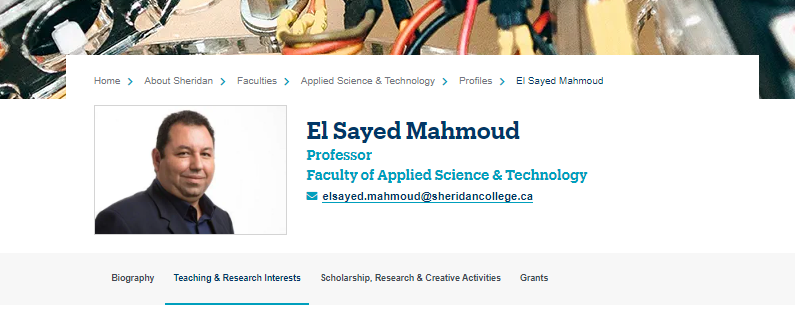 Home > About Sheridan > Faculties > Applied Science & Technology > Profiles > El Sayed Mahmoud
El Sayed Mahmoud
Professor
Faculty of Applied Science & Technology
elsayed.mahmoud@sheridancollege.ca
Biography Teaching & Research Interests Scholarship, Research & Creative Activities Grants